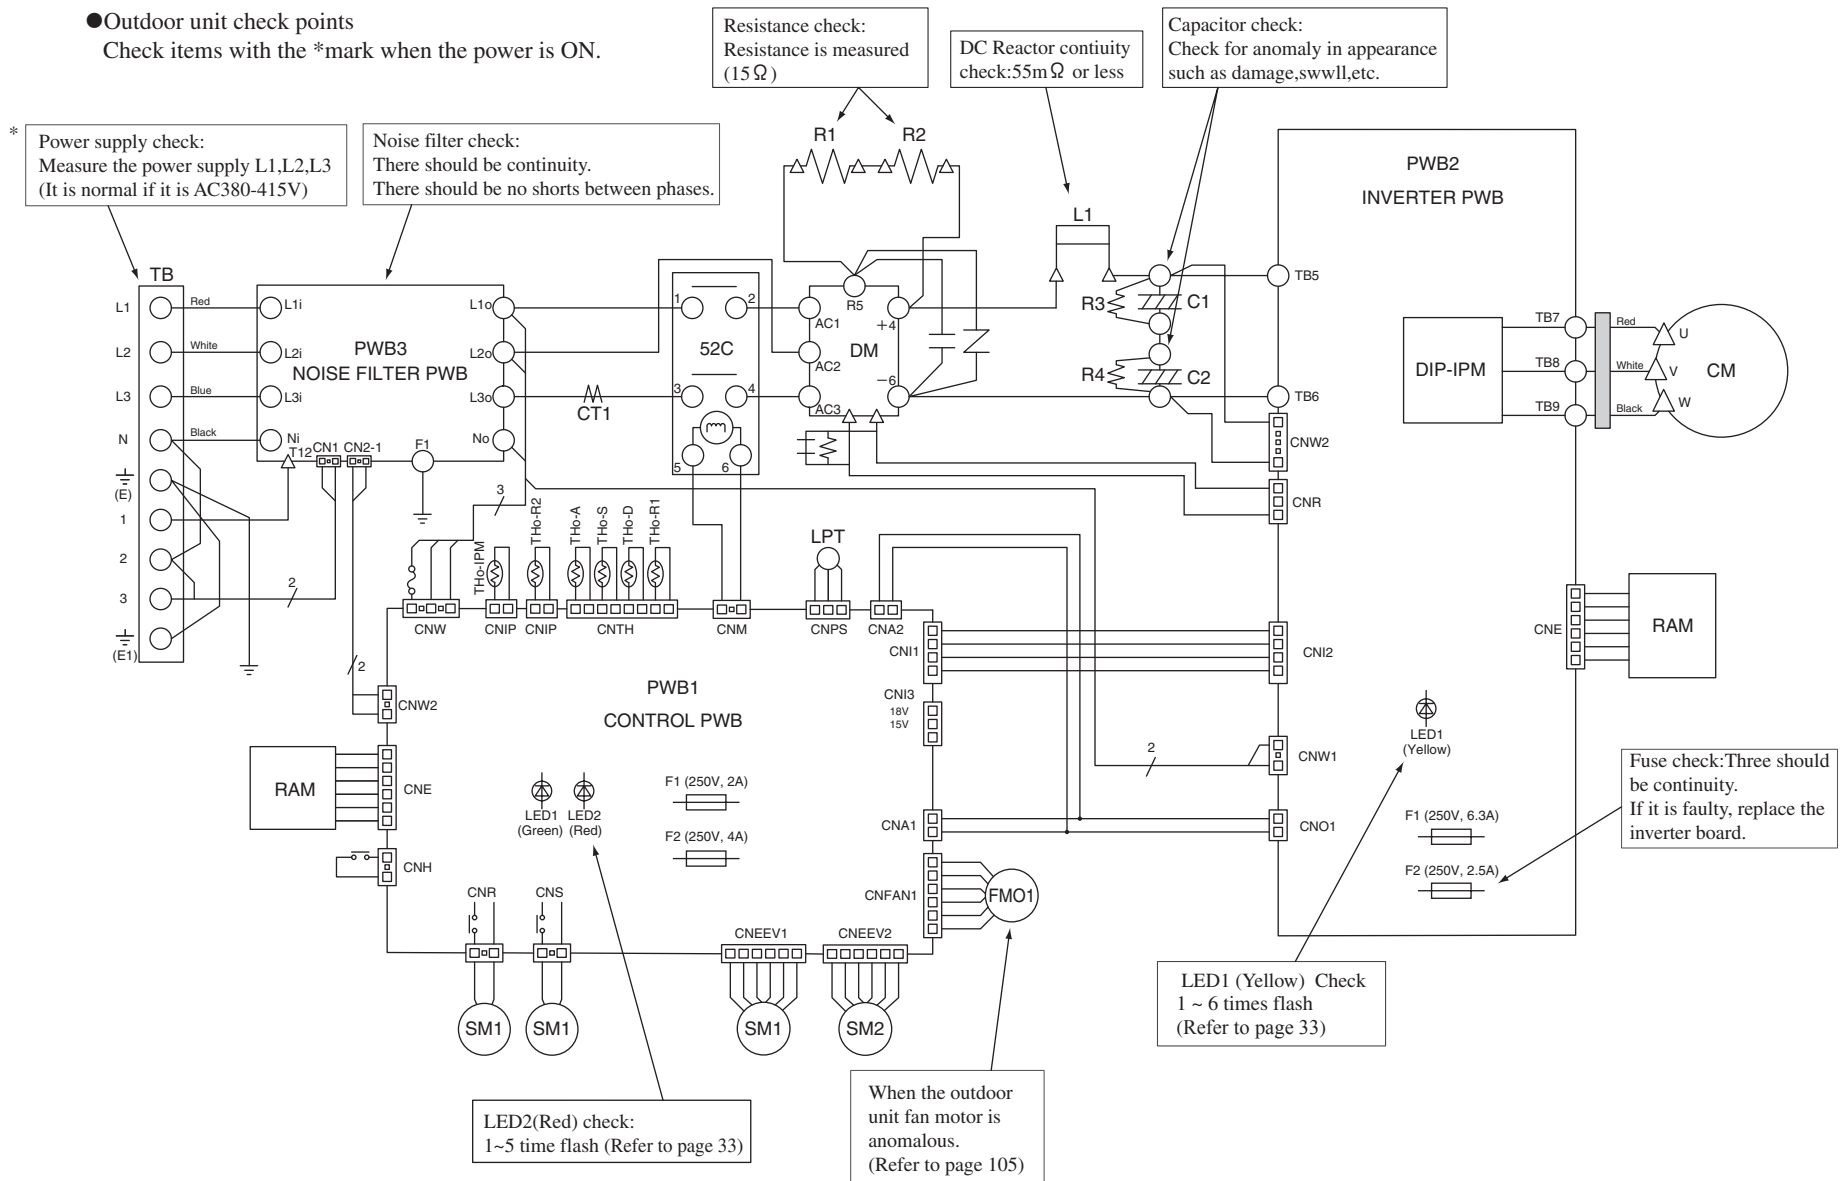 ●Outdoor unit check points
Check items with the *mark when the power is ON.
Resistance check:
Resistance is measured
(15Ω)
DC Reactor contiuity
check:55mΩ or less
Capacitor check:
Check for anomaly in appearance
such as damage,swwll,etc.
*
Power supply check:
Measure the power supply L1,L2,L3
(It is normal if it is AC380-415V)
Noise filter check:
There should be continuity.
There should be no shorts between phases.
R1
R2
L1
PWB2
INVERTER PWB
TB
L1
Red
L2
White
L3
Blue
N
Black
(E)
1
2
3
(E1)
2
L1i
L2i
L3i
Ni
PWB3
NOISE FILTER PWB
L1o
L2o
L3o
No
T12
CN1
CN2-1
F1
CT1
3
2
1
2
52C
3
4
5
6
R5
AC1
AC2
AC3
DM
+4
−6
R3
C1
R4
C2
TB5
TB6
CNW2
CNR
DIP-IPM
TB7
TB8
TB9
Red
White
Black
U
V
W
CM
THo-IPM
THo-R2
THo-A
THo-S
THo-D
THo-R1
LPT
CNW
CNIP
CNIP
CNTH
CNM
CNPS
CNA2
CNI1
CNI3
18V
15V
PWB1
CONTROL PWB
CNW2
RAM
CNE
CNH
LED1
(Green)
LED2
(Red)
F1 (250V, 2A)
F2 (250V, 4A)
CNA1
CNFAN1
FMO1
CNR
CNS
CNEEV1
CNEEV2
SM1
SM1
SM1
SM2
CNI2
2
CNW1
CNO1
CNE
RAM
LED1
(Yellow)
F1 (250V, 6.3A)
F2 (250V, 2.5A)
Fuse check:Three should
be continuity.
If it is faulty, replace the
inverter board.
LED1 (Yellow) Check
1 ~ 6 times flash
(Refer to page 33)
When the outdoor
unit fan motor is
anomalous.
(Refer to page 105)
LED2(Red) check:
1~5 time flash (Refer to page 33)